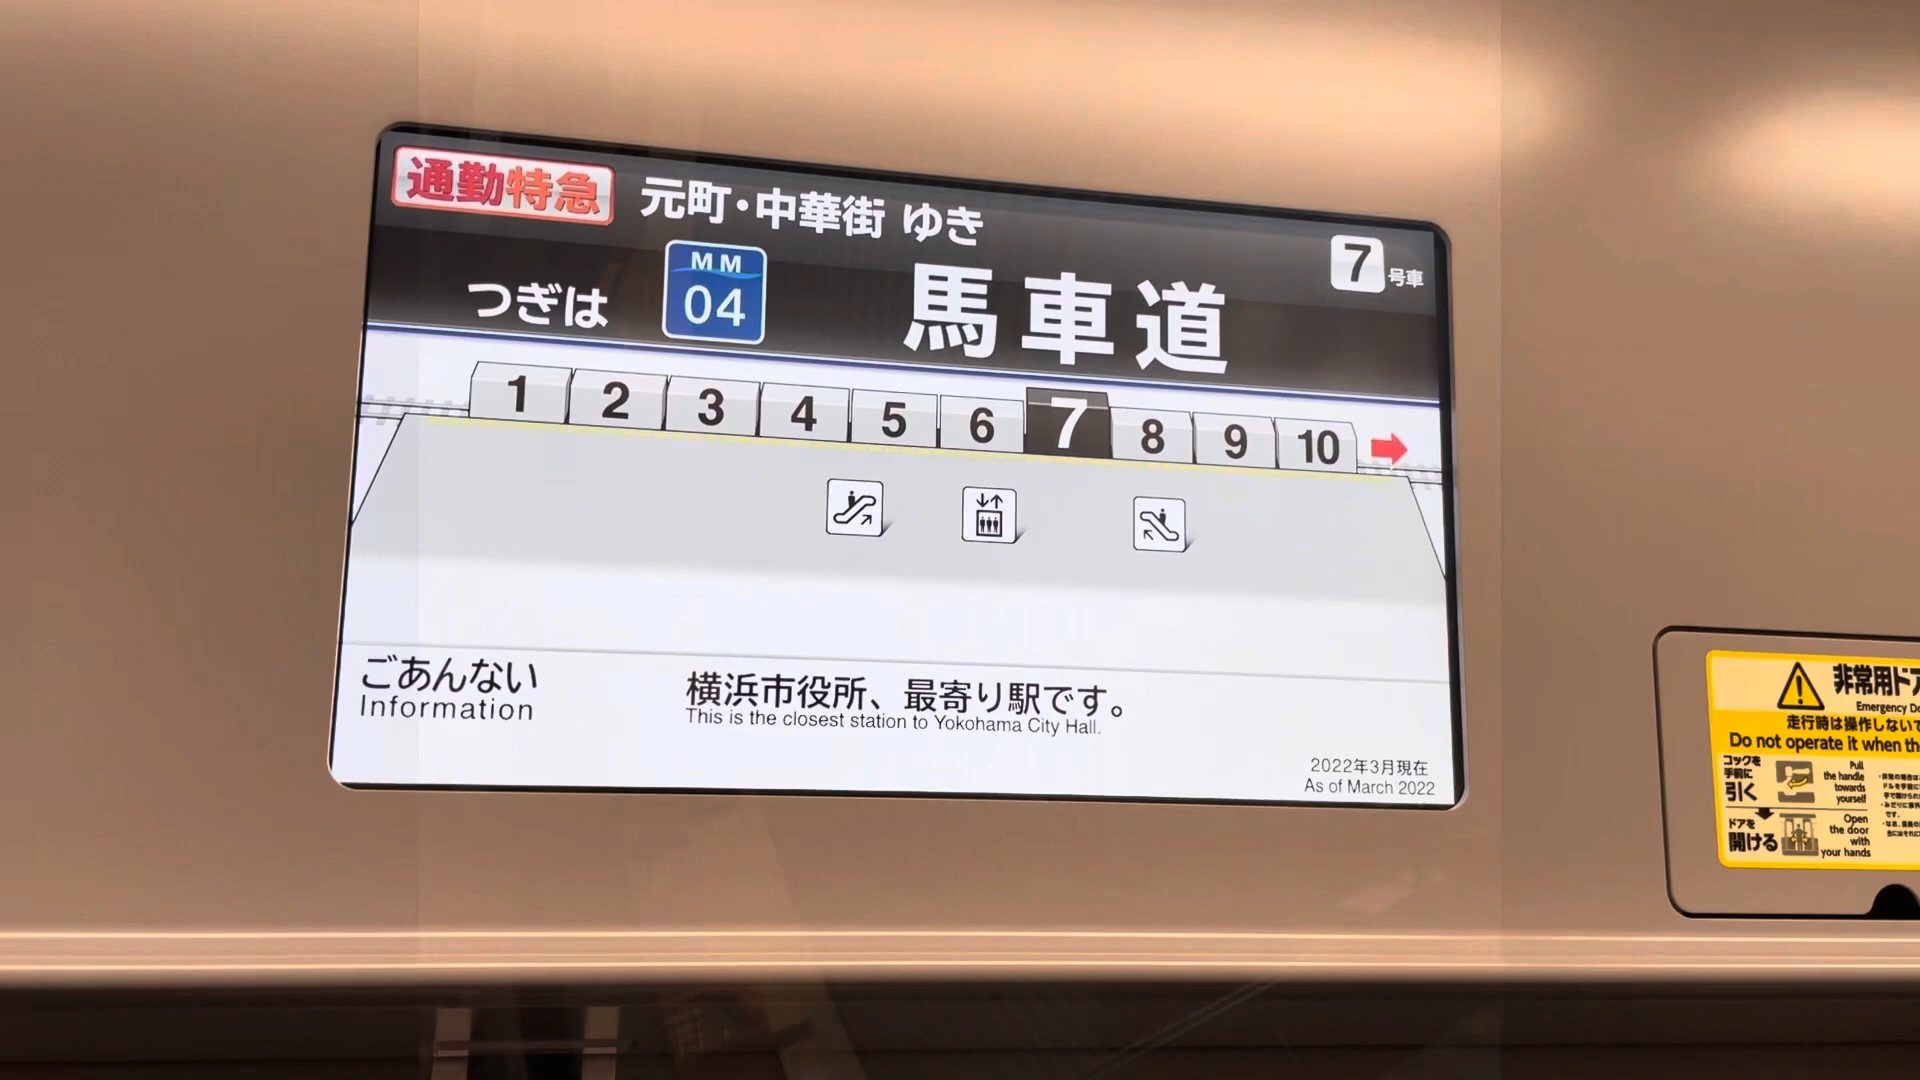 通勤特急 元町・中華街 ゆき
7号車
つぎは MM 04 馬車道
1 2 3 4 5 6 7 8 9 10
ごあんない
Information
横浜市役所、最寄り駅です。
This is the closest station to Yokohama City Hall.
2022年3月現在
As of March 2022
非常用ドア
Emergency Do
走行時は操作しないで
Do not operate it when the
コックを
手前に
引く
Pull
the handle
towards
yourself
ドアを
開ける
Open
the door
with
your hands